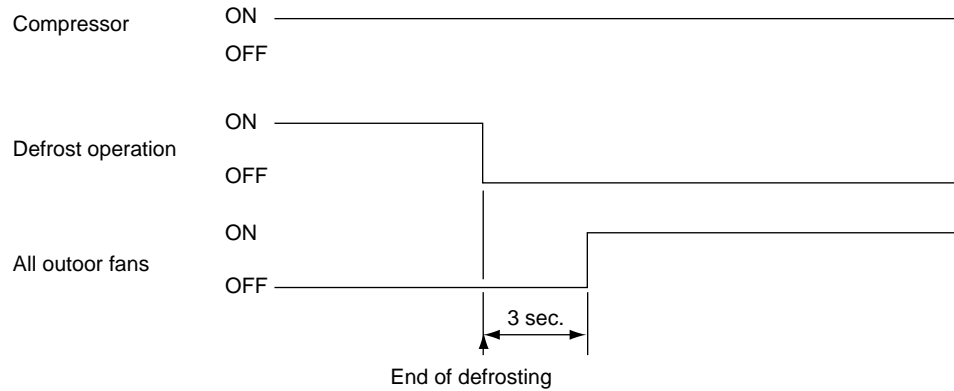 Compressor
ON
OFF
Defrost operation
ON
OFF
All outoor fans
ON
OFF
3 sec.
End of defrosting